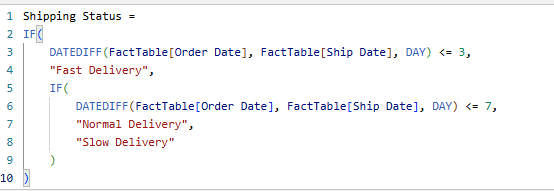 1 Shipping Status =
2 IF(
3 DATEDIFF(FactTable[Order Date], FactTable[Ship Date], DAY) <= 3,
4 "Fast Delivery",
5 IF(
6 DATEDIFF(FactTable[Order Date], FactTable[Ship Date], DAY) <= 7,
7 "Normal Delivery",
8 "Slow Delivery"
9 )
10 )